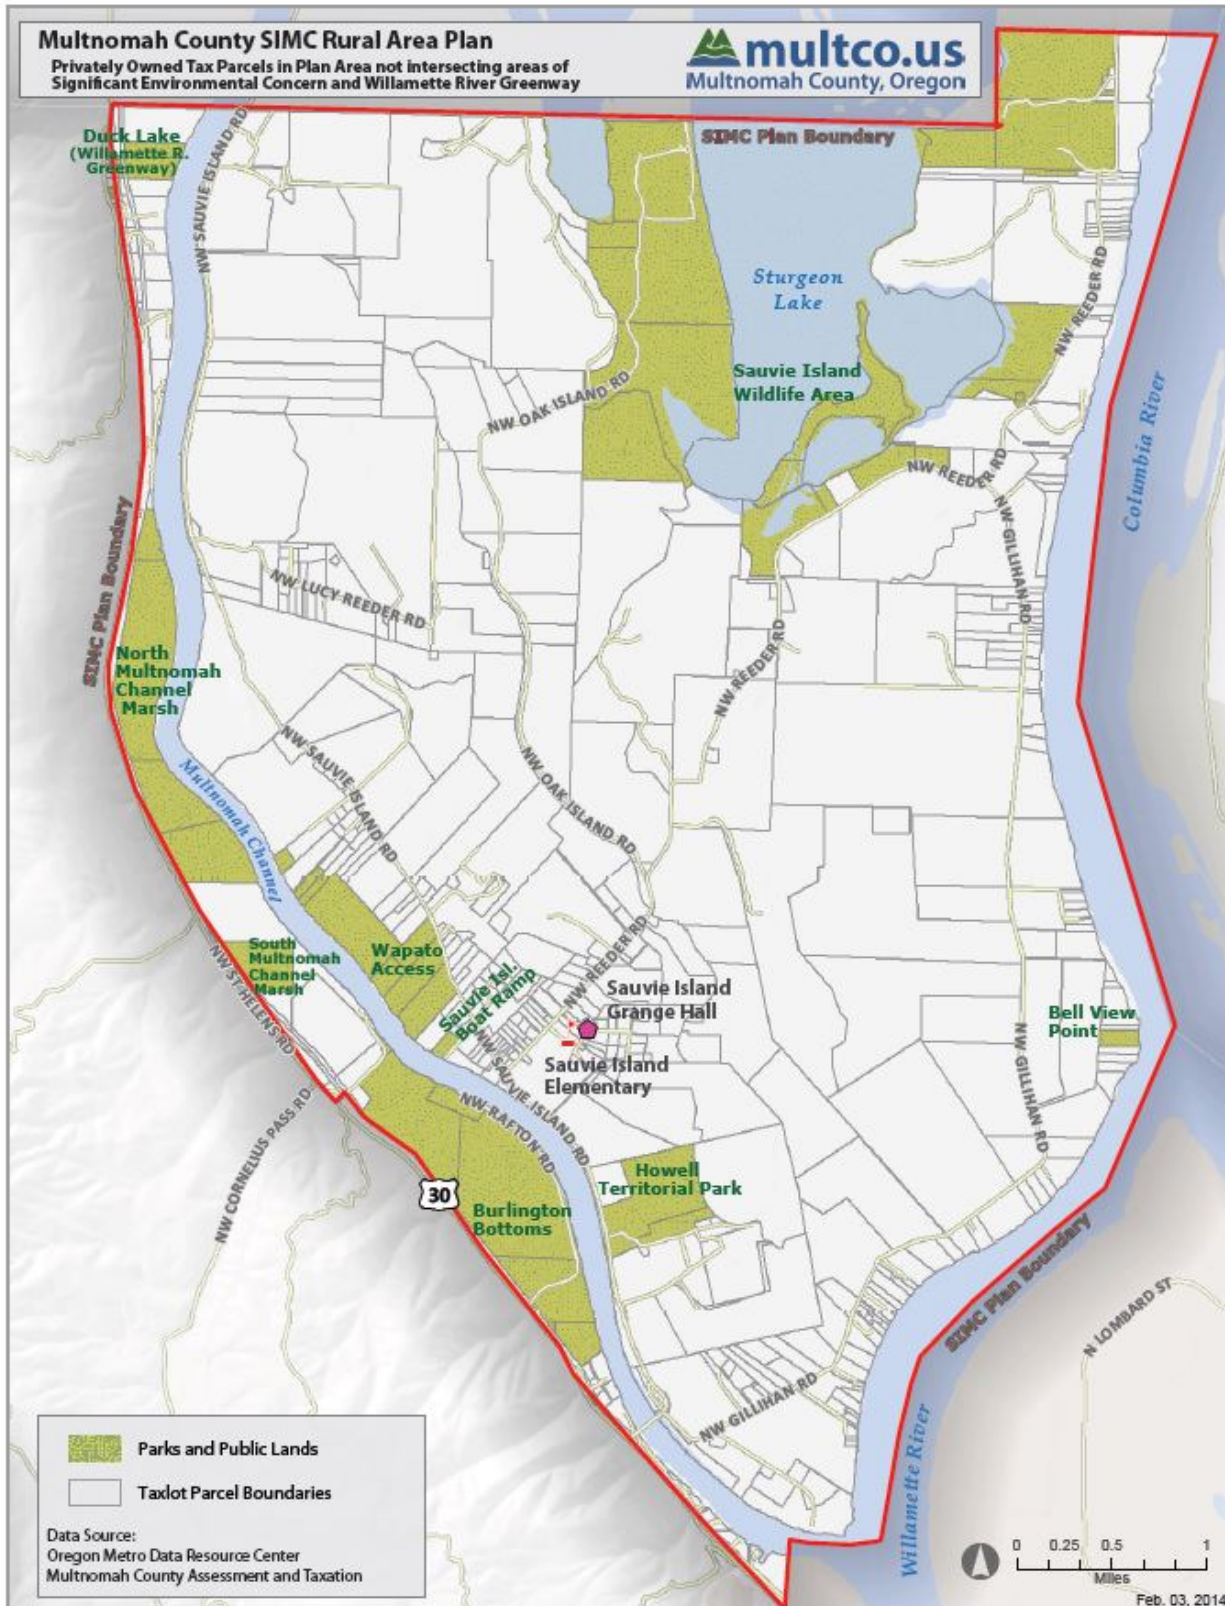 Multnomah County SIMC Rural Area Plan
Privately Owned Tax Parcels in Plan Area not intersecting areas of
Significant Environmental Concern and Willamette River Greenway
multco.us
Multnomah County, Oregon
SIMC Plan Boundary
Duck Lake
(Willamette R.
Greenway)
NW SAUVIE ISLAND RD
Sturgeon
Lake
NW REEDER RD
Sauvie Island
Wildlife Area
NW OAK ISLAND RD
Columbia River
NW REEDER RD
NW GILLIHAN RD
SIMC Plan Boundary
NW LUCY REEDER RD
North
Multnomah
Channel
Marsh
NW REEDER RD
NW SAUVIE ISLAND RD
NW OAK ISLAND RD
Multnomah Channel
South
Multnomah
Channel
Marsh
Wapato
Access
NW ST HELENS RD
Sauvie Isl.
Boat Ramp
NW REEDER RD
Sauvie Island
Grange Hall
Bell View
Point
Sauvie Island
Elementary
NW SAUVIE ISLAND RD
NW RAFTON RD
NW GILLIHAN RD
NW CORNELIUS PASS RD
Howell
Territorial Park
30
Burlington
Bottoms
SIMC Plan Boundary
N LOMBARD ST
NW GILLIHAN RD
Willamette River
Parks and Public Lands
Taxlot Parcel Boundaries
Data Source:
Oregon Metro Data Resource Center
Multnomah County Assessment and Taxation
0 0.25 0.5 1
Miles
Feb. 03, 2014